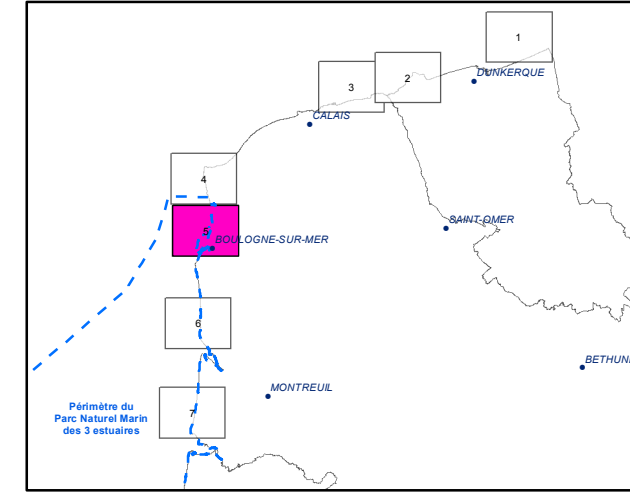 1
2
DUNKERQUE
3
CALAIS
4
SAINT-OMER
5
BOULOGNE-SUR-MER
6
BETHUN
MONTREUIL
7
Périmètre du
Parc Naturel Marin
des 3 estuaires